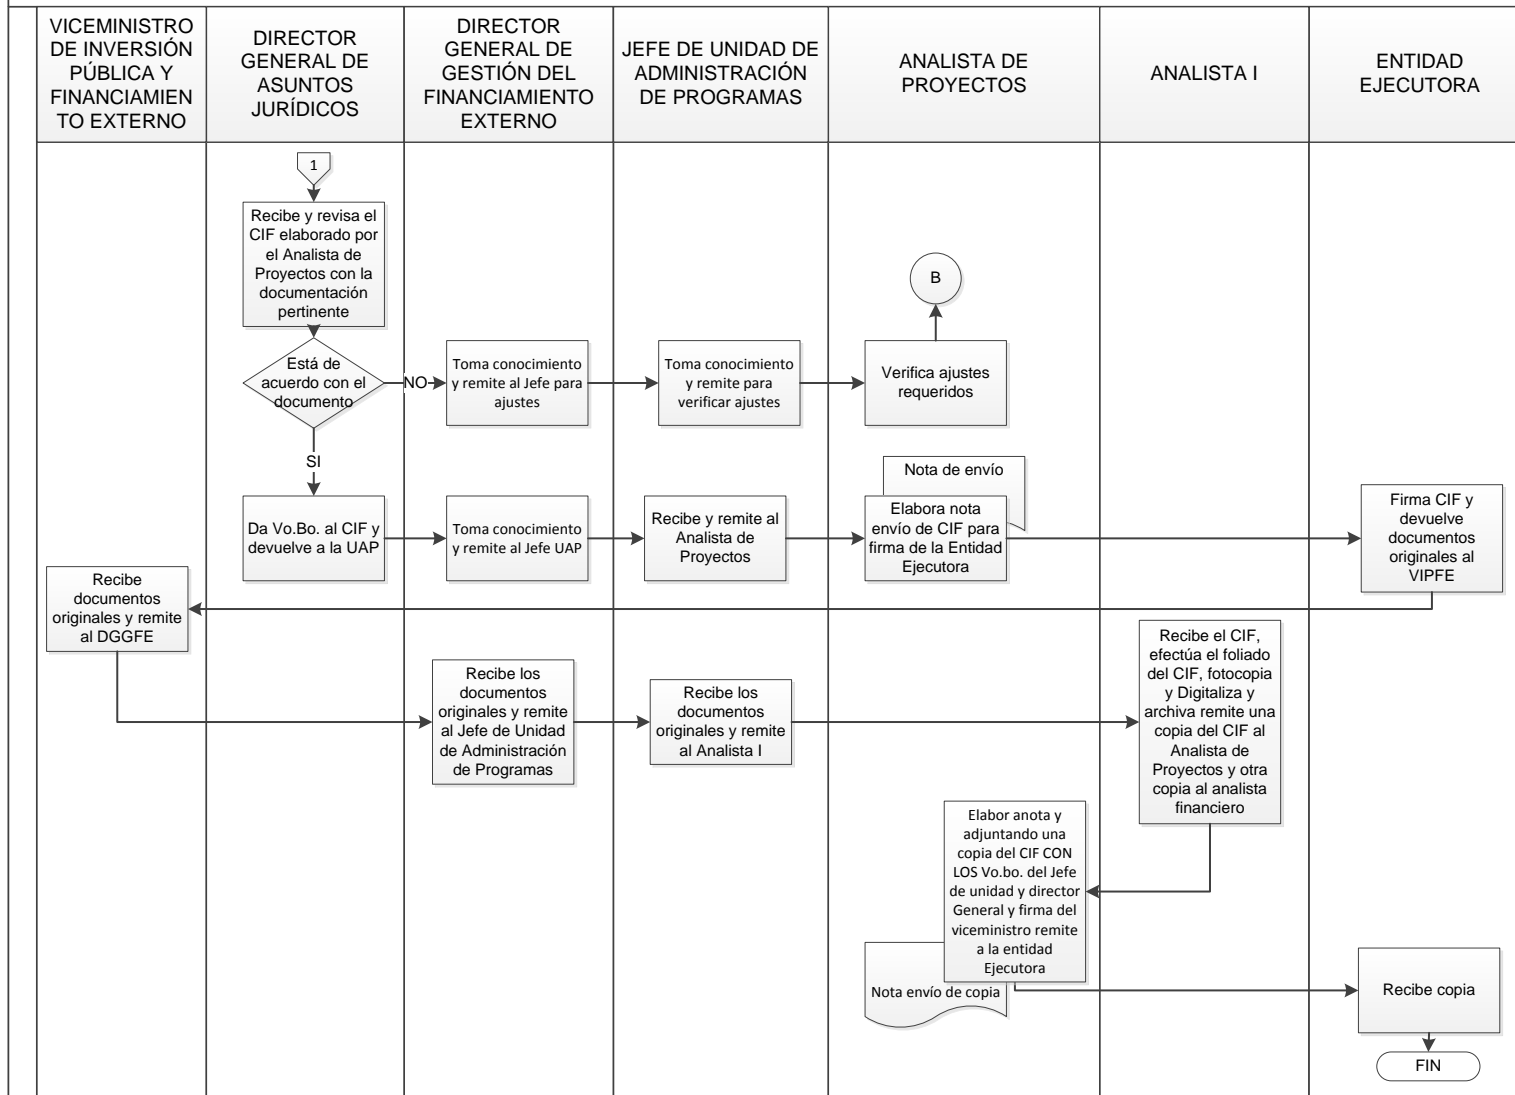 VICEMINISTRO
DE INVERSIÓN
PÚBLICA Y
FINANCIAMIEN
TO EXTERNO
DIRECTOR
GENERAL DE
ASUNTOS
JURÍDICOS
DIRECTOR
GENERAL DE
GESTIÓN DEL
FINANCIAMIENTO
EXTERNO
JEFE DE UNIDAD DE
ADMINISTRACIÓN
DE PROGRAMAS
ANALISTA DE
PROYECTOS
ANALISTA I
ENTIDAD
EJECUTORA
1
Recibe y revisa el
CIF elaborado por
el Analista de
Proyectos con la
documentación
pertinente
B
Está de
acuerdo con el
documento
NO
Toma conocimiento
y remite al Jefe para
ajustes
Toma conocimiento
y remite para
verificar ajustes
Verifica ajustes
requeridos
SI
Da Vo.Bo. al CIF y
devuelve a la UAP
Toma conocimiento
y remite al Jefe UAP
Recibe y remite al
Analista de
Proyectos
Nota de envío
Elabora nota
envío de CIF para
firma de la Entidad
Ejecutora
Firma CIF y
devuelve
documentos
originales al
VIPFE
Recibe
documentos
originales y remite
al DGGFE
Recibe los
documentos
originales y remite
al Jefe de Unidad
de Administración
de Programas
Recibe los
documentos
originales y remite
al Analista I
Recibe el CIF,
efectúa el foliado
del CIF, fotocopia
y Digitaliza y
archiva remite una
copia del CIF al
Analista de
Proyectos y otra
copia al analista
financiero
Elabor anota y
adjuntando una
copia del CIF CON
LOS Vo.bo. del Jefe
de unidad y director
General y firma del
viceministro remite
a la entidad
Ejecutora
Nota envío de copia
Recibe copia
FIN